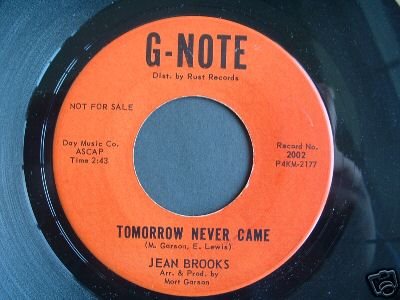 G-NOTE
Dist. by Rust Records
NOT FOR SALE
Day Music Co.
ASCAP
Time 2:43
Record No.
2002
P4KM-2177
TOMORROW NEVER CAME
(M. Garson, E. Lewis)
JEAN BROOKS
Arr. & Prod. by
Mort Garson